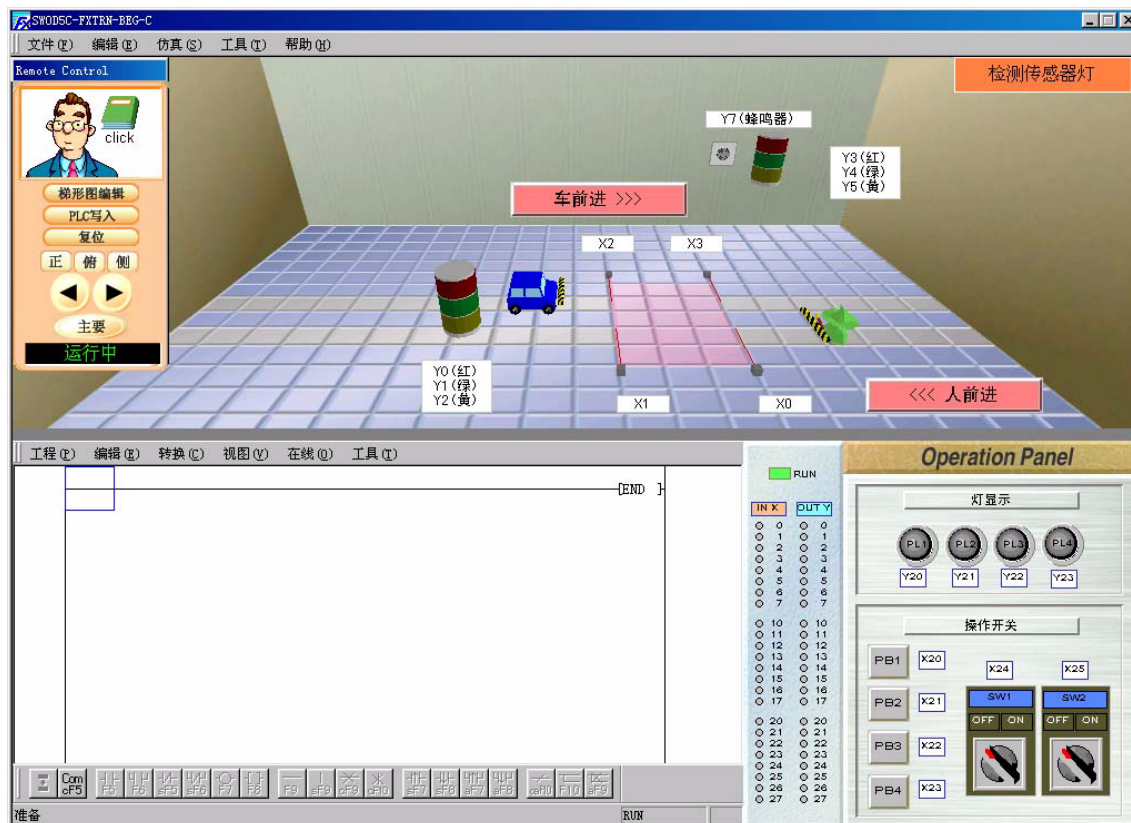 SWOD5C-FXTRN-BEG-C
文件(F) 编辑(E) 仿真(S) 工具(T) 帮助(H)
Remote Control
click
梯形图编辑
PLC写入
复位
正 俯 侧
主要
运行中
检测传感器灯
Y7(蜂鸣器)
Y3(红)
Y4(绿)
Y5(黄)
车前进 >>>
X2 X3
Y0(红)
Y1(绿)
Y2(黄)
<<< 人前进
X1 X0
工程(P) 编辑(E) 转换(C) 视图(V) 在线(O) 工具(T)
[END ]
RUN
IN X OUT Y
0 0
1 1
2 2
3 3
4 4
5 5
6 6
7 7
10 10
11 11
12 12
13 13
14 14
15 15
16 16
17 17
20 20
21 21
22 22
23 23
24 24
25 25
26 26
27 27
Operation Panel
灯显示
PL1 PL2 PL3 PL4
Y20 Y21 Y22 Y23
操作开关
PB1 X20
X24 X25
PB2 X21
SW1 SW2
OFF ON OFF ON
PB3 X22
PB4 X23
Com
cF5 F5 F6 sF5 sF6 F7 F8 F9 sF9 cF9 cF10 sF7 sF8 aF7 aF8 caF10 F10 aF9
准备 RUN